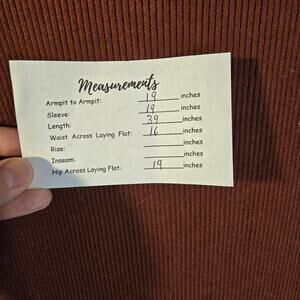 Measurements
Armpit to Armpit: 19 inches
Sleeve: 19 inches
Length: 39 inches
Waist Across Laying Flat: 16 inches
Rise: inches
Inseam: inches
Hip Across Laying Flat: 19 inches